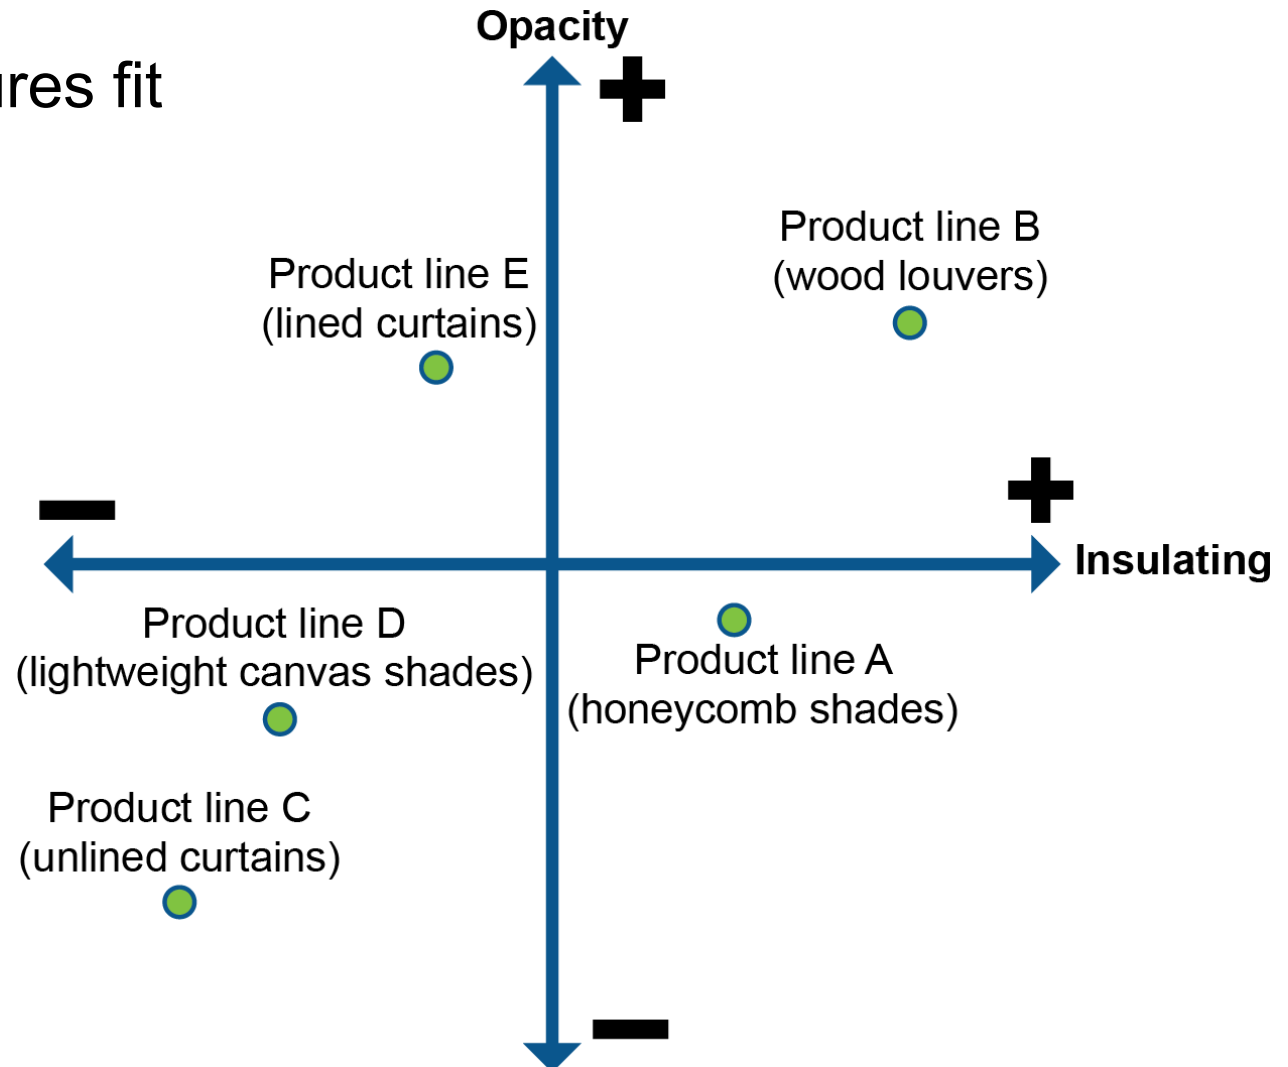 Opacity
ures fit
Product line B
(wood louvers)
Product line E
(lined curtains)
Insulating
Product line D
(lightweight canvas shades)
Product line A
(honeycomb shades)
Product line C
(unlined curtains)